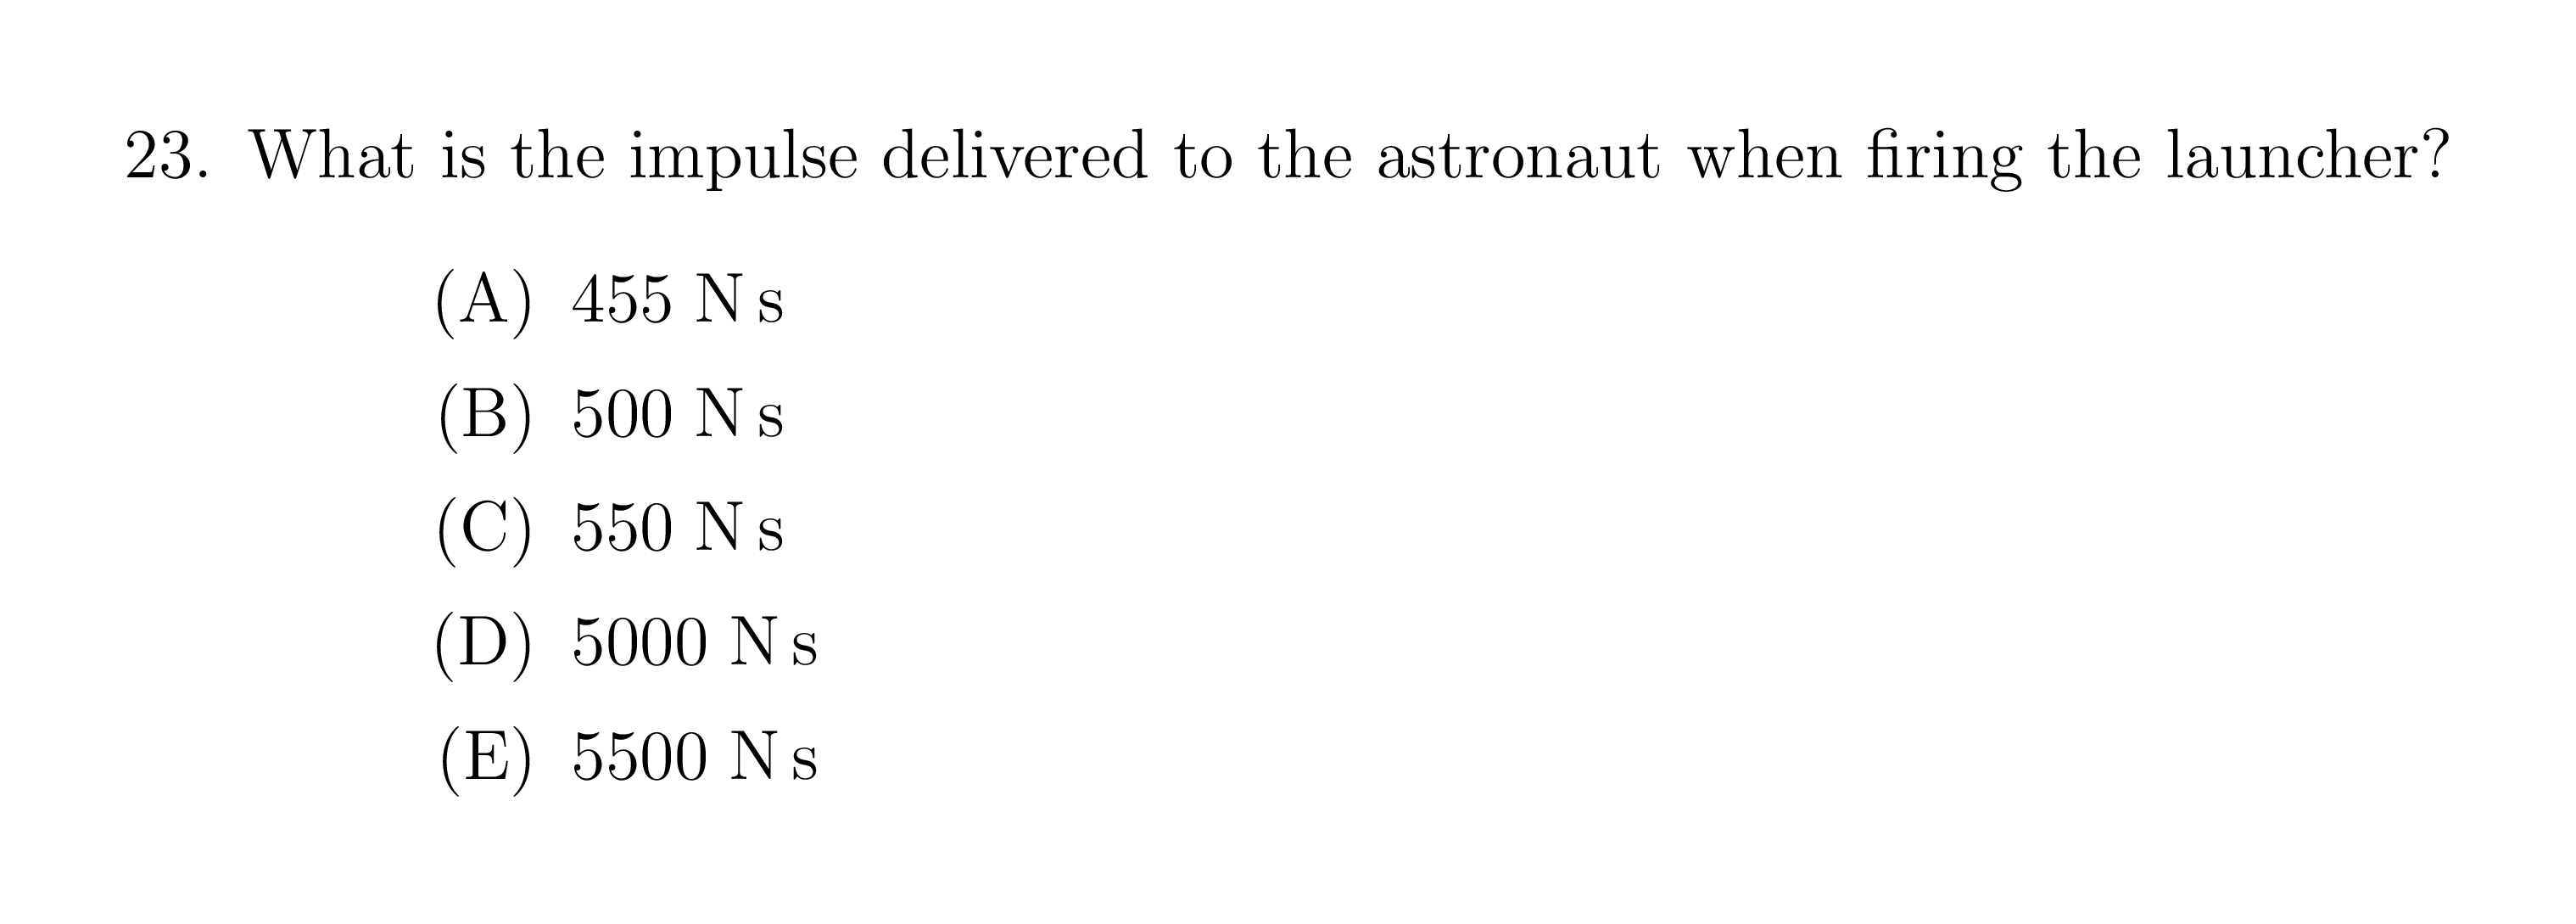 23. What is the impulse delivered to the astronaut when firing the launcher?
(A) 455 N s
(B) 500 N s
(C) 550 N s
(D) 5000 N s
(E) 5500 N s